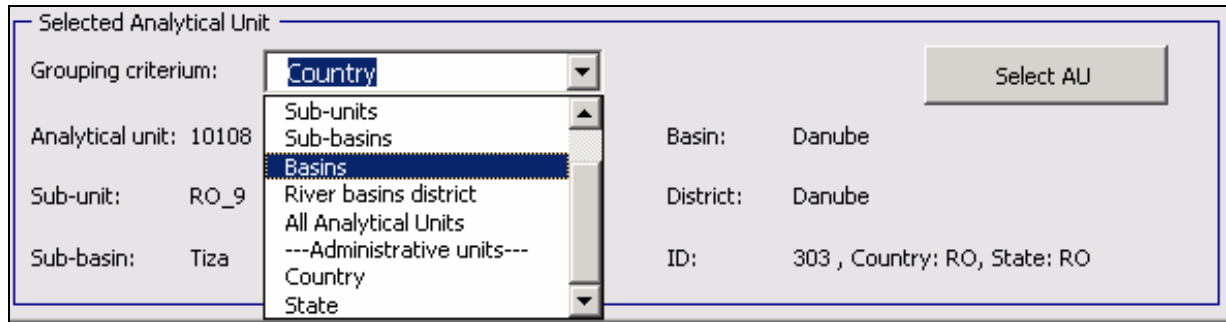 Selected Analytical Unit
Grouping criterium: Country Select AU
Sub-units
Analytical unit: 10108 Sub-basins Basin: Danube
Basins
Sub-unit: RO_9 River basins district District: Danube
All Analytical Units
---Administrative units---
Sub-basin: Tiza Country ID: 303 , Country: RO, State: RO
State